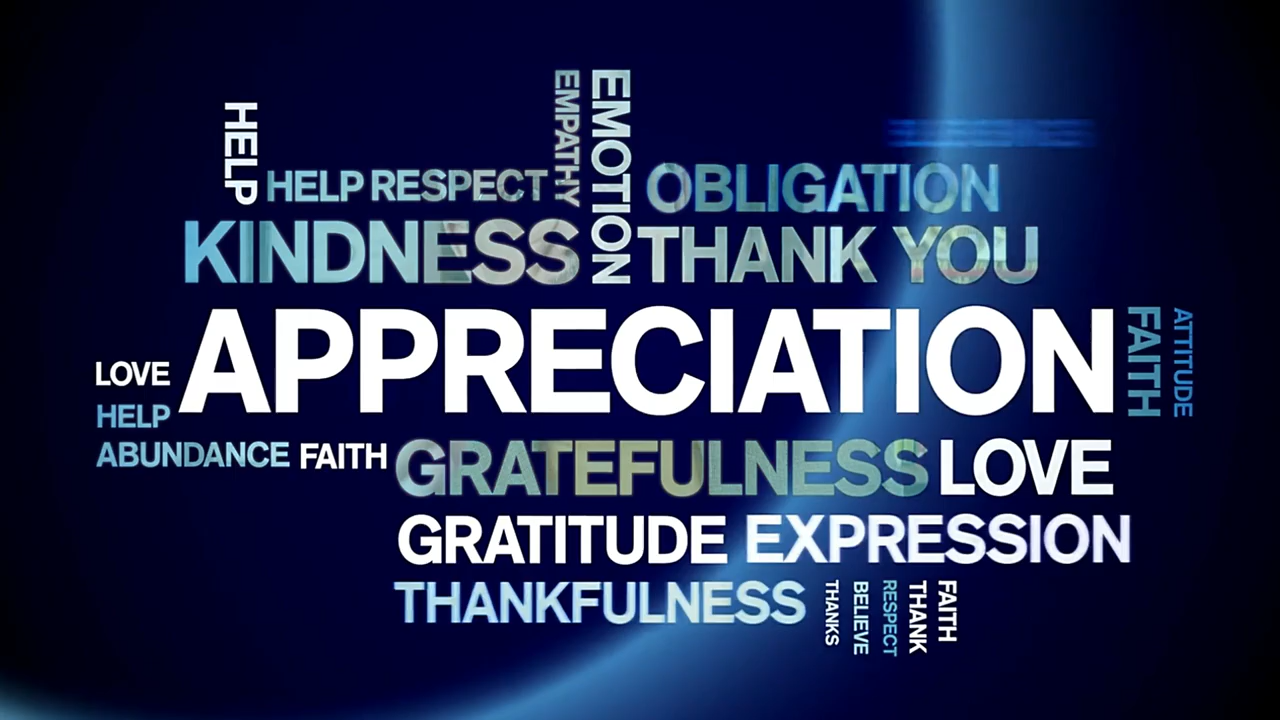 HELP
EMPATHY
EMOTION
HELP RESPECT
OBLIGATION
KINDNESS
THANK YOU
APPRECIATION
FAITH
ATTITUDE
LOVE
HELP
ABUNDANCE FAITH
GRATEFULNESS LOVE
GRATITUDE EXPRESSION
THANKFULNESS
THANKS
BELIEVE
RESPECT
THANK
FAITH